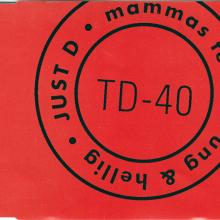 JUST D • mammas
ung & hellig •
TD-40